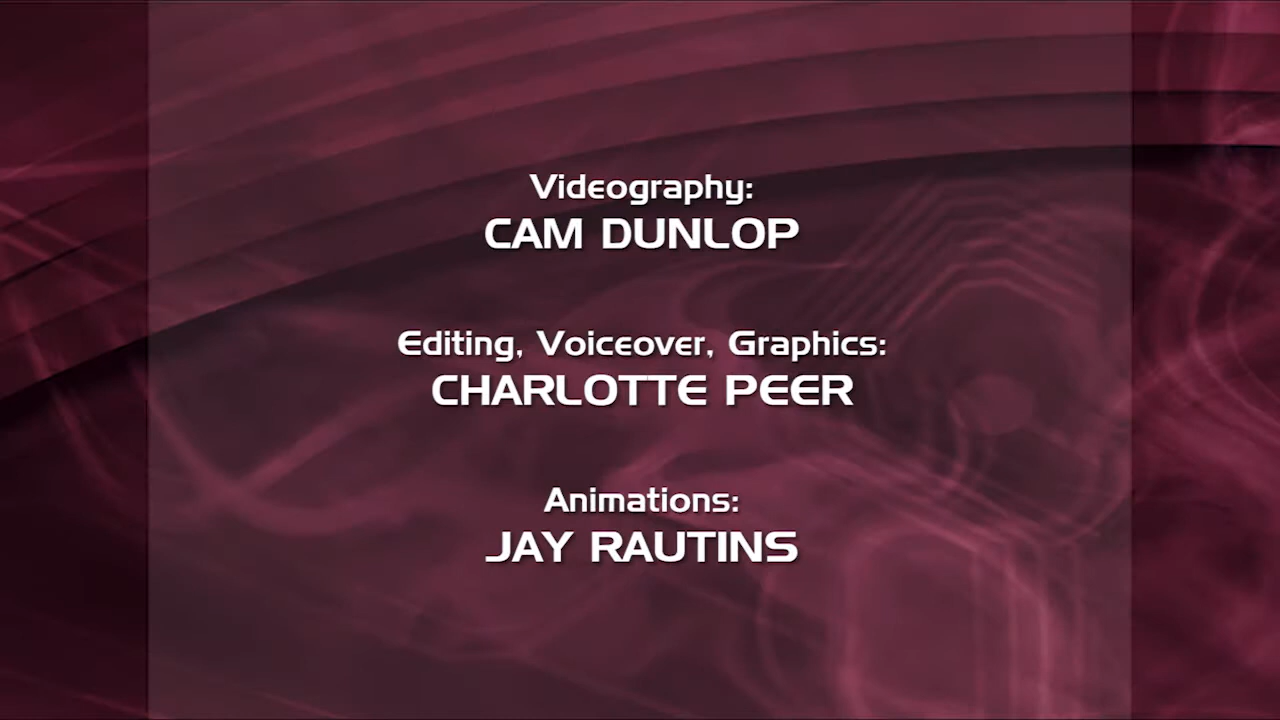 Videography:
CAM DUNLOP
Editing, Voiceover, Graphics:
CHARLOTTE PEER
Animations:
JAY RAUTINS